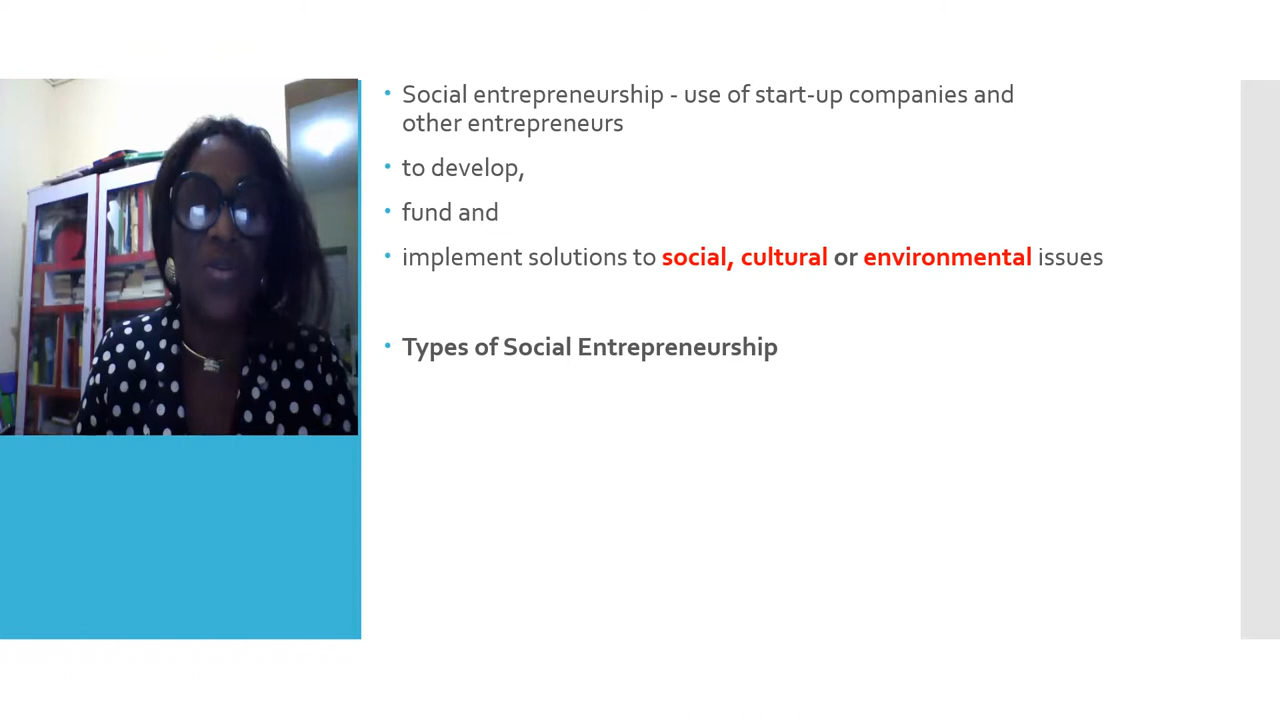 Social entrepreneurship - use of start-up companies and
other entrepreneurs
to develop,
fund and
implement solutions to social, cultural or environmental issues
Types of Social Entrepreneurship